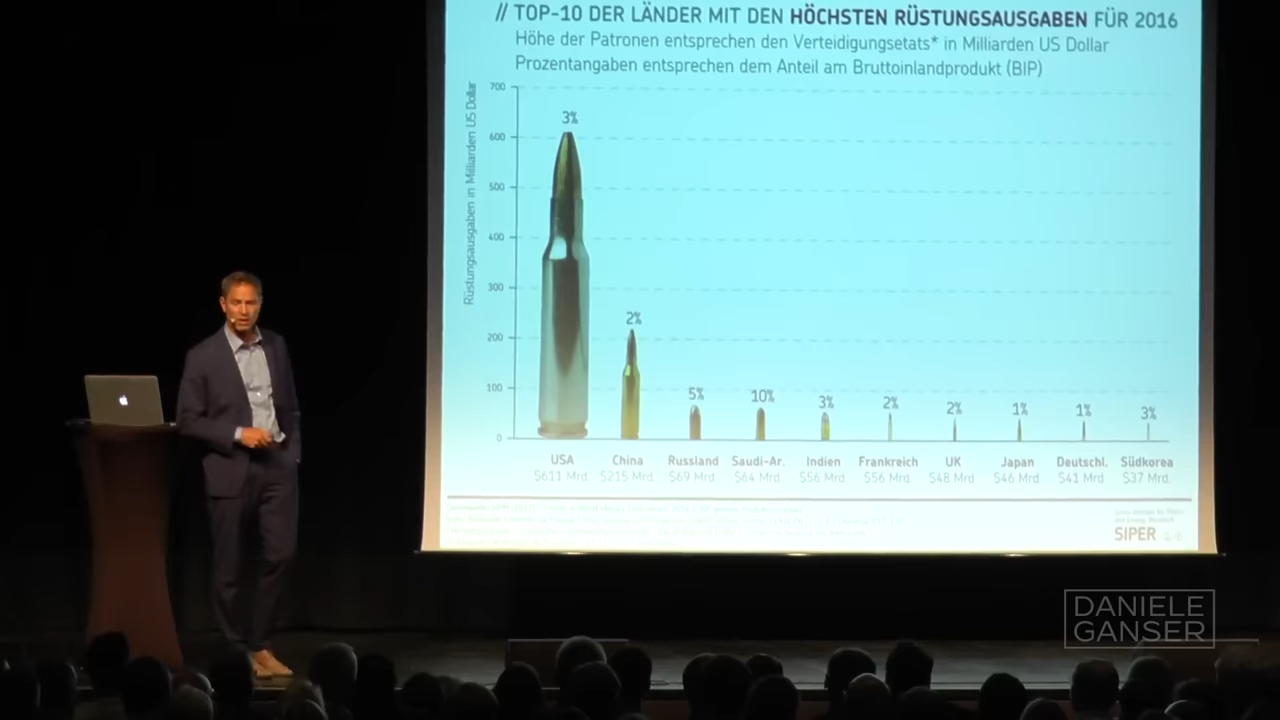 // TOP-10 DER LÄNDER MIT DEN HÖCHSTEN RÜSTUNGSAUSGABEN FÜR 2016
Höhe der Patronen entsprechen den Verteidigungsetats* in Milliarden US Dollar
Prozentangaben entsprechen dem Anteil am Bruttoinlandprodukt (BIP)
Rüstungsausgaben in Milliarden US Dollar
700
600
500
400
300
200
100
0
3% 2% 5% 10% 3% 2% 2% 1% 1% 3%
USA China Russland Saudi-Ar. Indien Frankreich UK Japan Deutschl. Südkorea
$611 Mrd $215 Mrd $69 Mrd $64 Mrd $56 Mrd $56 Mrd $48 Mrd $46 Mrd $41 Mrd $37 Mrd.
SIPER
DANIELE
GANSER